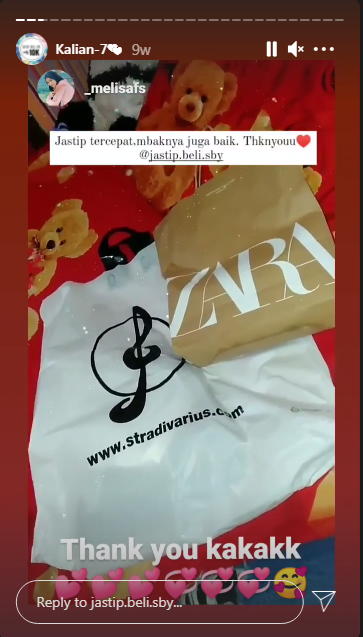 Kalian-7 9w
_melisafs
Jastip tercepat,mbaknya juga baik. Thknyouu❤️
@jastip.beli.sby
ZARA
www.stradivarius.com
Thank you kakakk
💞💞💞💞💞💞💞🥰
Reply to jastip.beli.sby...